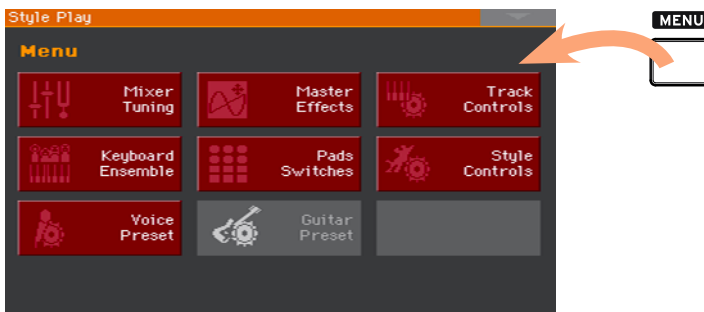 Style Play
MENU
Menu
Mixer
Tuning
Master
Effects
Track
Controls
Keyboard
Ensemble
Pads
Switches
Style
Controls
Voice
Preset
Guitar
Preset